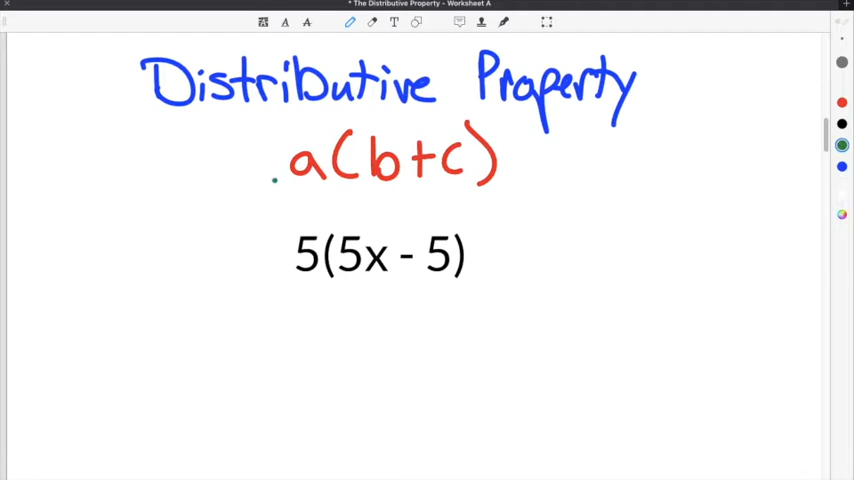 * The Distributive Property - Worksheet A
A A A T
Distributive Property
a(b+c)
5(5x - 5)